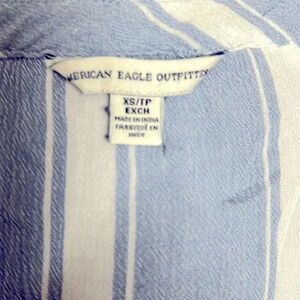 AMERICAN EAGLE OUTFITTERS
XS/TP
EXCH
MADE IN INDIA
FABRIQUÉ EN
INDE